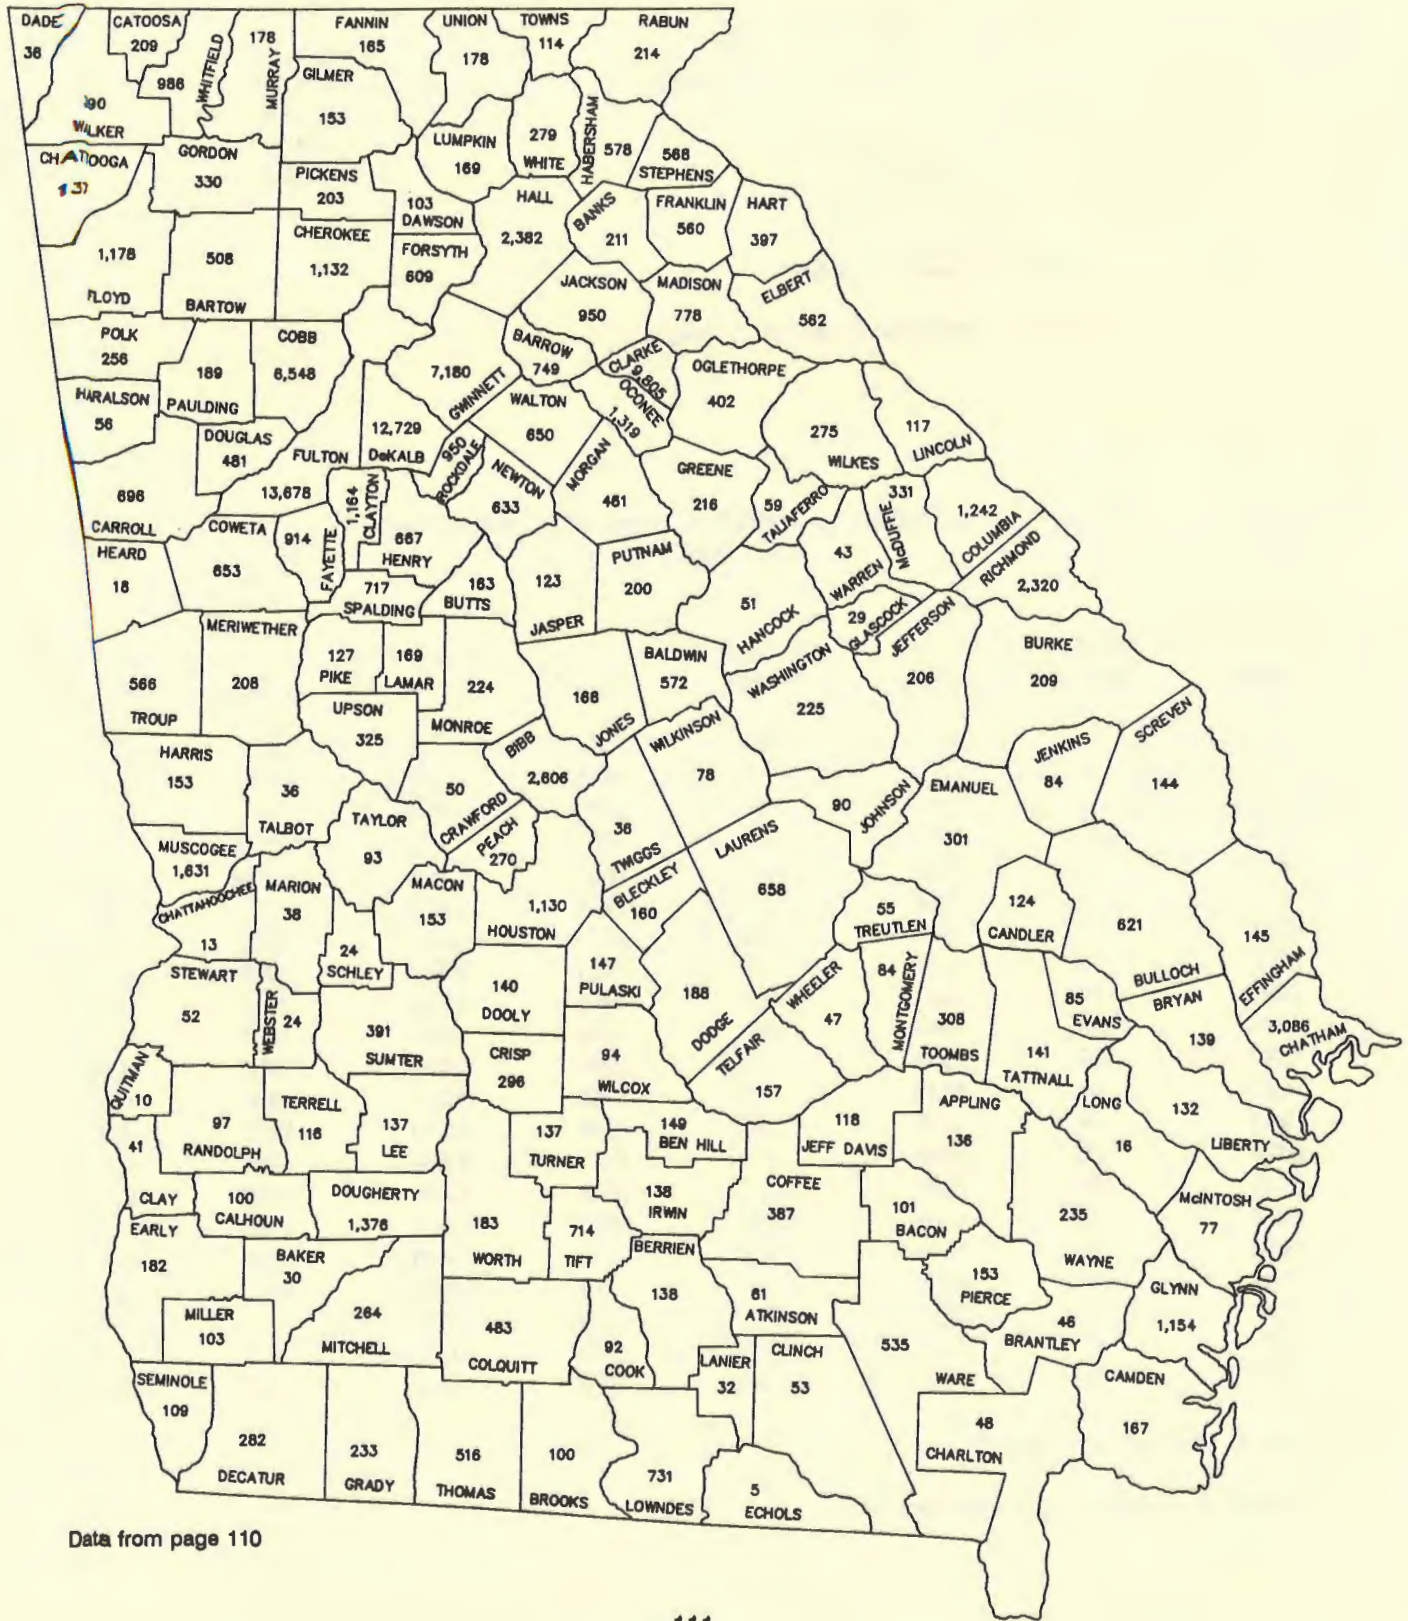 DADE
36
CATOOSA
209
WHITFIELD
986
178
MURRAY
FANNIN
165
UNION
178
TOWNS
114
RABUN
214
90
WILKER
GILMER
153
LUMPKIN
169
279
WHITE
HABERSHAM
578
566
STEPHENS
CHATTOOGA
137
GORDON
330
PICKENS
203
103
DAWSON
HALL
2,382
BANKS
211
FRANKLIN
560
HART
397
1,178
FLOYD
508
BARTOW
CHEROKEE
1,132
FORSYTH
609
JACKSON
950
MADISON
778
ELBERT
562
POLK
256
189
PAULDING
COBB
6,548
7,180
GWINNETT
BARROW
749
CLARKE
9,805
OCONEE
1,319
OGLETHORPE
402
HARALSON
56
DOUGLAS
481
FULTON
13,678
12,729
DeKALB
950
ROCKDALE
WALTON
650
NEWTON
633
MORGAN
461
GREENE
216
275
WILKES
117
LINCOLN
59
TALIAFERRO
331
McDUFFIE
1,242
COLUMBIA
696
CARROLL
COWETA
653
914
FAYETTE
1,164
CLAYTON
667
HENRY
HEARD
18
717
SPALDING
163
BUTTS
123
JASPER
PUTNAM
200
51
HANCOCK
43
WARREN
29
GLASCOCK
RICHMOND
2,320
JEFFERSON
206
BURKE
209
566
TROUP
MERIWETHER
208
127
PIKE
169
LAMAR
224
MONROE
168
JONES
BALDWIN
572
WASHINGTON
225
UPSON
325
BIBB
2,606
WILKINSON
78
JENKINS
84
SCREVEN
144
HARRIS
153
36
TALBOT
TAYLOR
93
50
CRAWFORD
PEACH
270
36
TWIGGS
LAURENS
658
90
JOHNSON
EMANUEL
301
MUSCOGEE
1,631
CHATTAHOOCHEE
13
MARION
38
24
SCHLEY
MACON
153
1,130
HOUSTON
BLECKLEY
160
55
TREUTLEN
124
CANDLER
621
BULLOCH
145
EFFINGHAM
STEWART
52
WEBSTER
24
391
SUMTER
140
DOOLY
147
PULASKI
188
DODGE
WHEELER
47
84
MONTGOMERY
308
TOOMBS
141
TATTNALL
85
EVANS
BRYAN
139
3,086
CHATHAM
QUITMAN
10
97
RANDOLPH
TERRELL
116
137
LEE
CRISP
296
94
WILCOX
TELFAIR
157
118
JEFF DAVIS
APPLING
136
LONG
16
132
LIBERTY
41
CLAY
100
CALHOUN
DOUGHERTY
1,376
183
WORTH
137
TURNER
149
BEN HILL
138
IRWIN
COFFEE
387
101
BACON
235
WAYNE
McINTOSH
77
EARLY
182
BAKER
30
264
MITCHELL
714
TIFT
BERRIEN
138
61
ATKINSON
153
PIERCE
46
BRANTLEY
GLYNN
1,154
MILLER
103
483
COLQUITT
92
COOK
LANIER
32
CLINCH
53
535
WARE
CAMDEN
167
SEMINOLE
109
282
DECATUR
233
GRADY
516
THOMAS
100
BROOKS
731
LOWNDES
5
ECHOLS
48
CHARLTON
Data from page 110
111